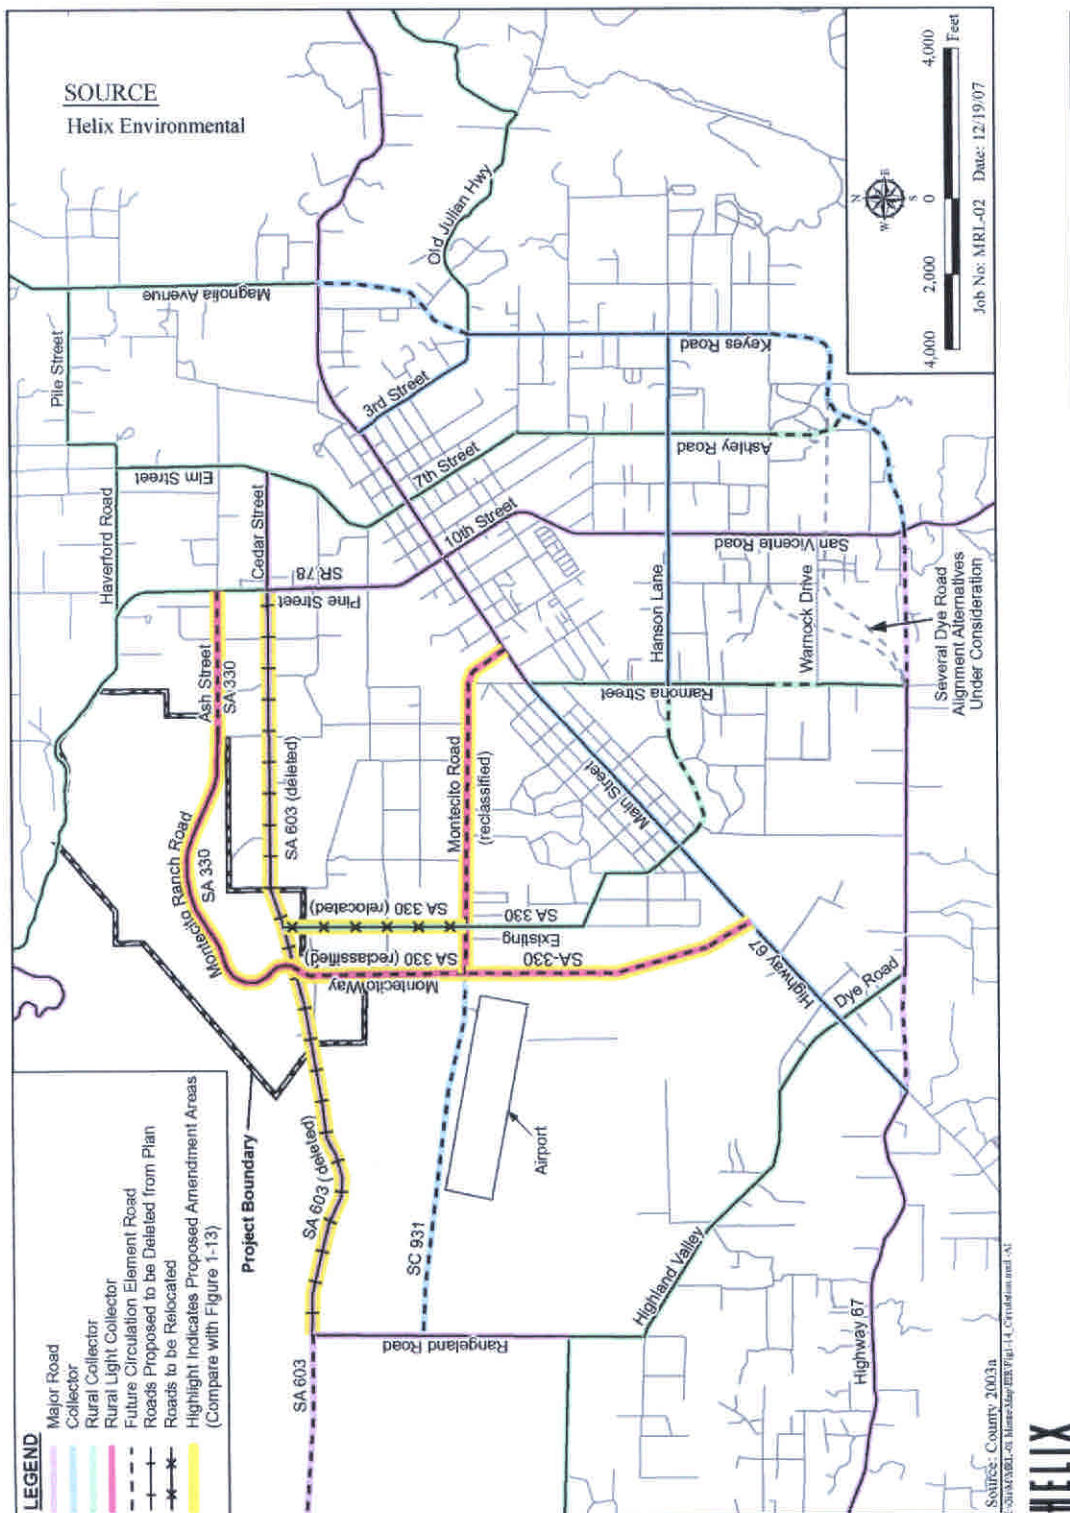 SOURCE
Helix Environmental
Old Julian Hwy
Magnolia Avenue
Pile Street
3rd Street
Keyes Road
Elm Street
7th Street
Ashley Road
Haverford Road
Cedar Street
10th Street
San Vicente Road
SR 78
Pine Street
Hanson Lane
Warnock Drive
Several Dye Road
Alignment Alternatives
Under Consideration
Ash Street
SA 330
Ramona Street
Montecito Road
(reclassified)
Main Street
SA 603 (deleted)
Montecito Ranch Road
SA 330
SA 330 (relocated)
SA 330
Existing
SA 330 (reclassified)
SA-330
Montecito Way
Highway 67
Dye Road
Project Boundary
SA 603 (deleted)
Airport
SC 931
Highland Valley
Rangeland Road
SA 603
Highway 67
N
E
S
W
4,000
2,000
0
4,000
Feet
Job No: MRL-02 Date: 12/19/07
LEGEND
Major Road
Collector
Rural Collector
Rural Light Collector
Future Circulation Element Road
Roads Proposed to be Deleted from Plan
Roads to be Relocated
Highlight Indicates Proposed Amendment Areas
(Compare with Figure 1-13)
Source: County 2003a
HELIX